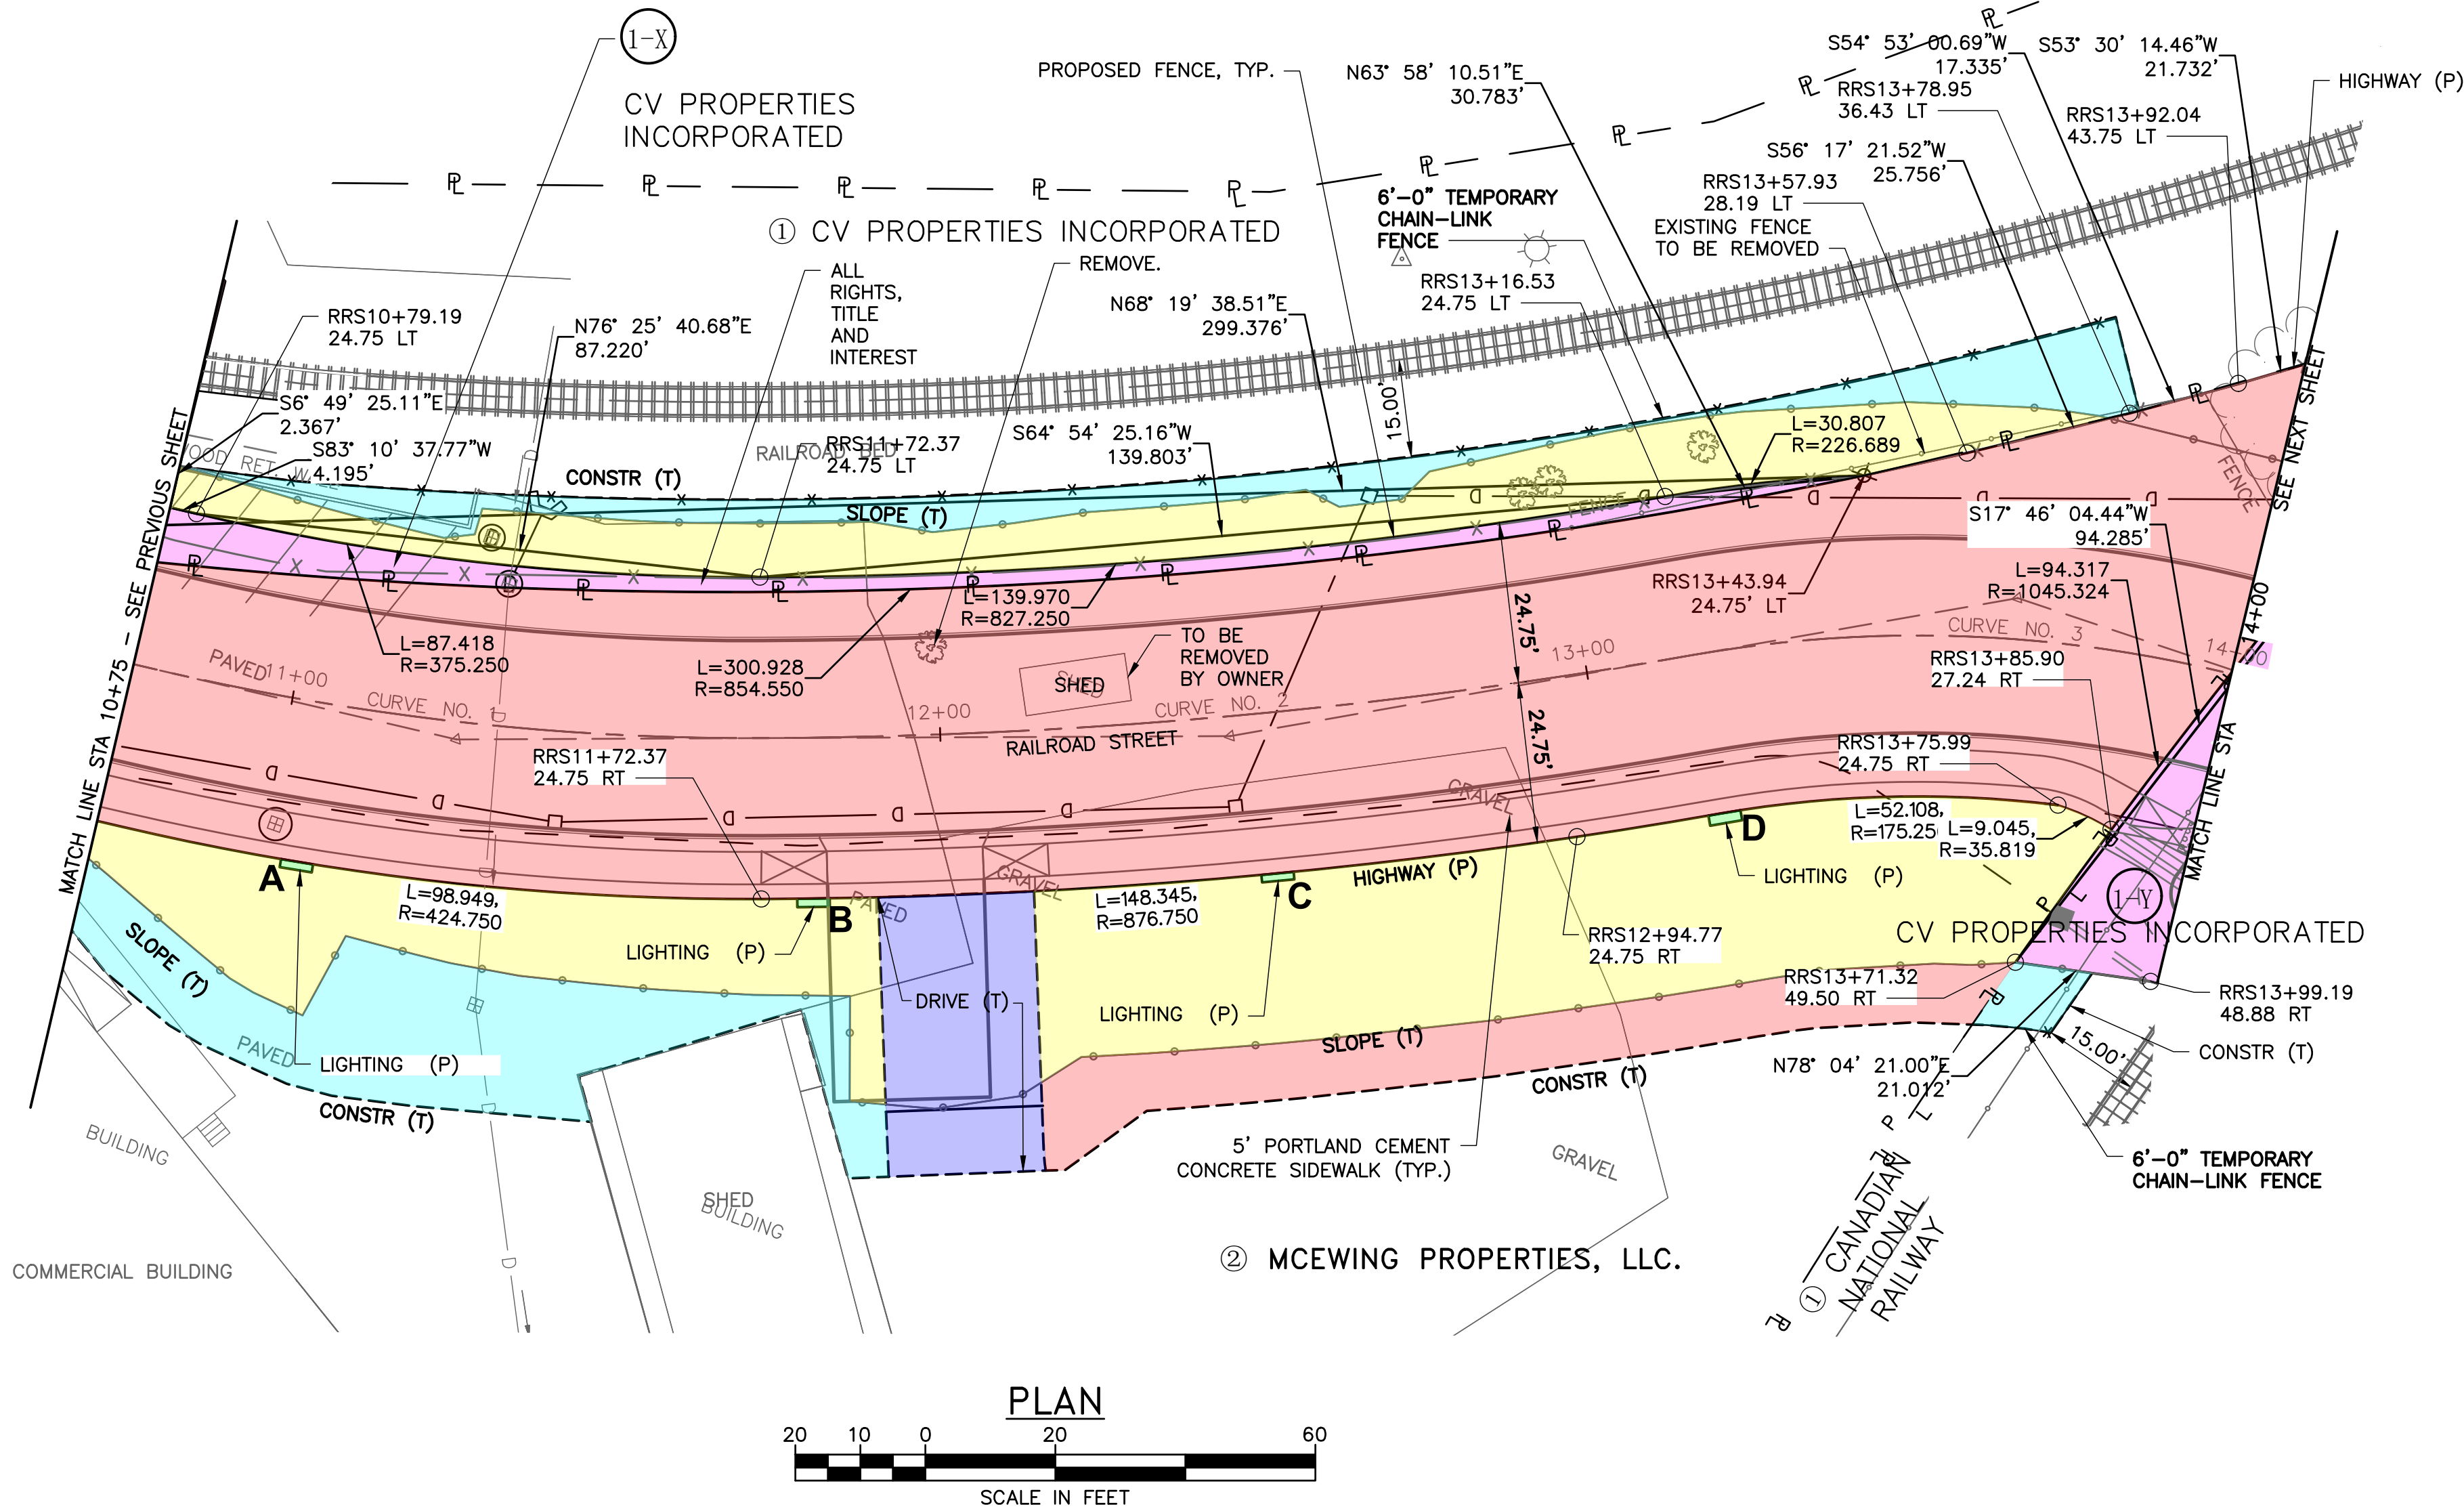 1-X
CV PROPERTIES
INCORPORATED
PROPOSED FENCE, TYP.
N63° 58' 10.51"E
30.783'
S54° 53' 00.69"W
17.335'
S53° 30' 14.46"W
21.732'
HIGHWAY (P)
RRS13+78.95
36.43 LT
RRS13+92.04
43.75 LT
S56° 17' 21.52"W
25.756'
RRS13+57.93
28.19 LT
6'-0" TEMPORARY
CHAIN-LINK
FENCE
EXISTING FENCE
TO BE REMOVED
① CV PROPERTIES INCORPORATED
ALL
RIGHTS,
TITLE
AND
INTEREST
REMOVE.
N68° 19' 38.51"E
299.376'
RRS13+16.53
24.75 LT
RRS10+79.19
24.75 LT
N76° 25' 40.68"E
87.220'
S6° 49' 25.11"E
2.367'
S83° 10' 37.77"W
4.195'
RAILROAD BED
RRS11+72.37
24.75 LT
S64° 54' 25.16"W
139.803'
15.00'
L=30.807
R=226.689
CONSTR (T)
SLOPE (T)
FENCE
FENCE
SEE NEXT SHEET
S17° 46' 04.44"W
94.285'
L=94.317
R=1045.324
RRS13+43.94
24.75' LT
L=139.970
R=827.250
L=87.418
R=375.250
L=300.928
R=854.550
TO BE
REMOVED
BY OWNER
SHED
SHED
24.75'
24.75'
PAVED
11+00
CURVE NO. 1
12+00
CURVE NO. 2
13+00
CURVE NO. 3
14+00
14+00
RAILROAD STREET
RRS13+85.90
27.24 RT
RRS11+72.37
24.75 RT
RRS13+75.99
24.75 RT
GRAVEL
L=52.108,
L=9.045,
R=35.819
MATCH LINE STA 10+75 - SEE PREVIOUS SHEET
MATCH LINE STA
A
B
C
D
L=98.949,
R=424.750
PAVED
GRAVEL
L=148.345,
R=876.750
HIGHWAY (P)
LIGHTING (P)
1-Y
CV PROPERTIES INCORPORATED
LIGHTING (P)
RRS12+94.77
24.75 RT
SLOPE (T)
DRIVE (T)
LIGHTING (P)
RRS13+71.32
49.50 RT
RRS13+99.19
48.88 RT
PAVED
LIGHTING (P)
SLOPE (T)
CONSTR (T)
15.00'
N78° 04' 21.00"E
21.012'
CONSTR (T)
CONSTR (T)
BUILDING
5' PORTLAND CEMENT
CONCRETE SIDEWALK (TYP.)
GRAVEL
6'-0" TEMPORARY
CHAIN-LINK FENCE
SHED
BUILDING
COMMERCIAL BUILDING
② MCEWING PROPERTIES, LLC.
① CANADIAN
NATIONAL
RAILWAY
PLAN
20 10 0 20 60
SCALE IN FEET